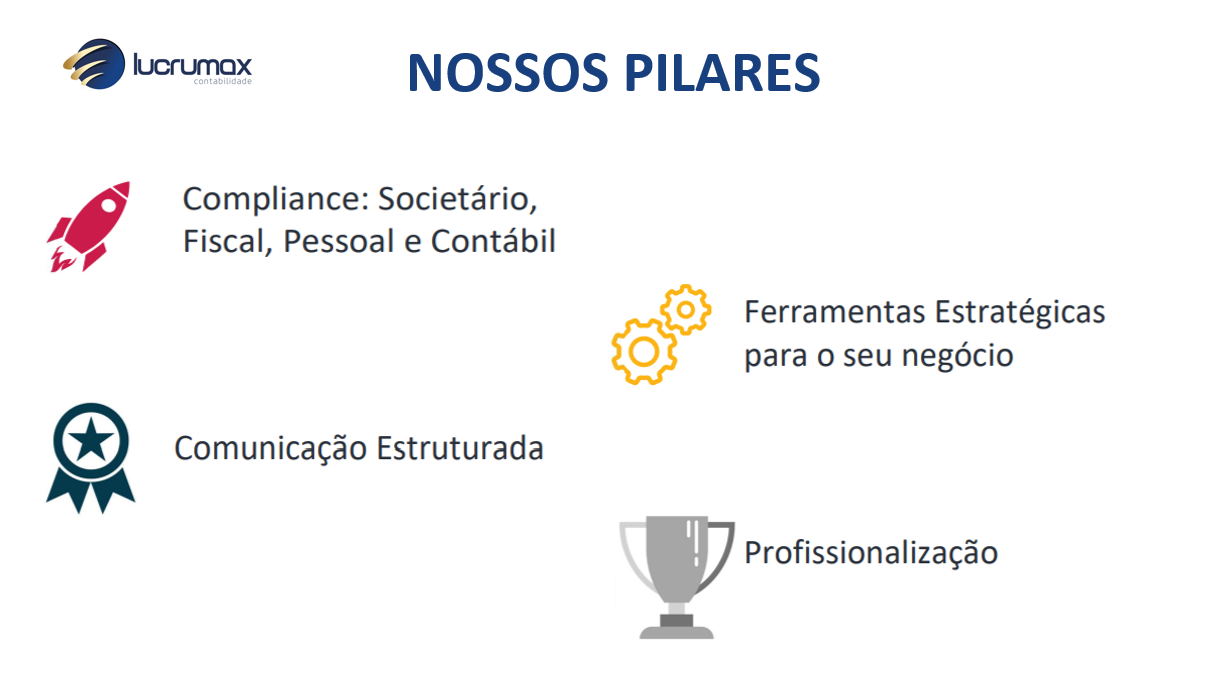 lucrumax
contabilidade
NOSSOS PILARES
Compliance: Societário,
Fiscal, Pessoal e Contábil
Ferramentas Estratégicas
para o seu negócio
Comunicação Estruturada
Profissionalização